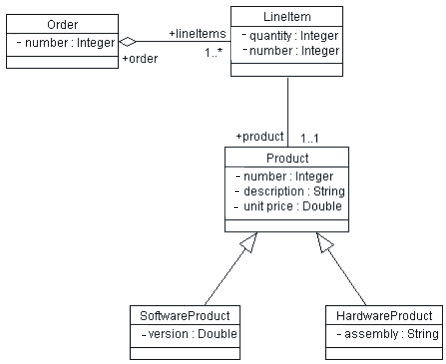 Order
- number : Integer
+order
+lineItems
1..*
LineItem
- quantity : Integer
- number : Integer
+product
1..1
Product
- number : Integer
- description : String
- unit price : Double
SoftwareProduct
- version : Double
HardwareProduct
- assembly : String